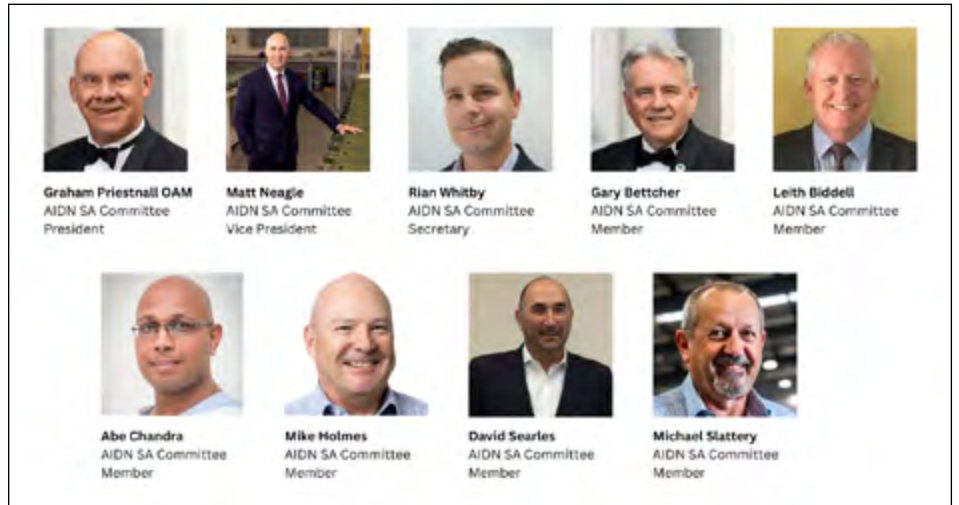 Graham Priestnall OAM
AIDN SA Committee
President
Matt Neagle
AIDN SA Committee
Vice President
Rian Whitby
AIDN SA Committee
Secretary
Gary Bettcher
AIDN SA Committee
Member
Leith Biddell
AIDN SA Committee
Member
Abe Chandra
AIDN SA Committee
Member
Mike Holmes
AIDN SA Committee
Member
David Searles
AIDN SA Committee
Member
Michael Slattery
AIDN SA Committee
Member